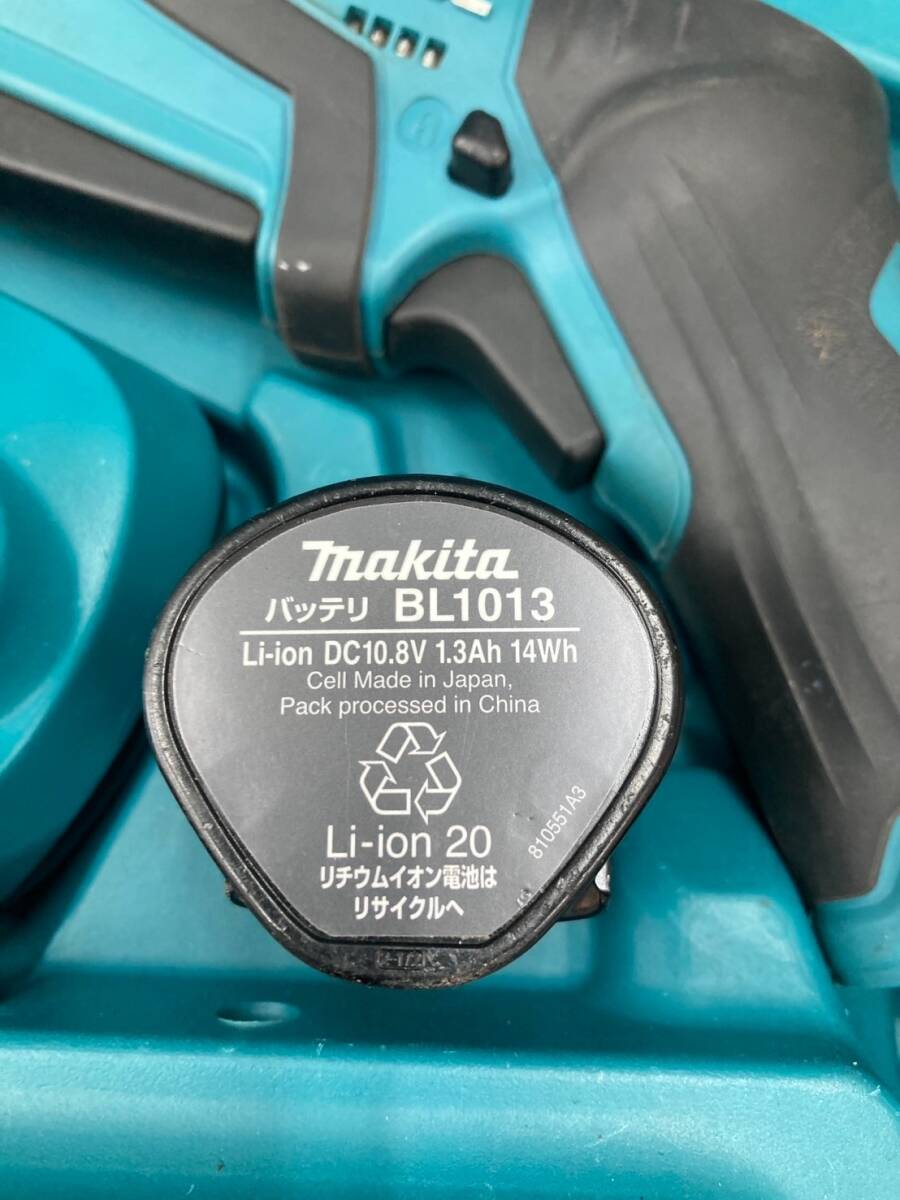 makita
バッテリ BL1013
Li-ion DC10.8V 1.3Ah 14Wh
Cell Made in Japan,
Pack processed in China
Li-ion 20
810551A3
リチウムイオン電池は
リサイクルへ